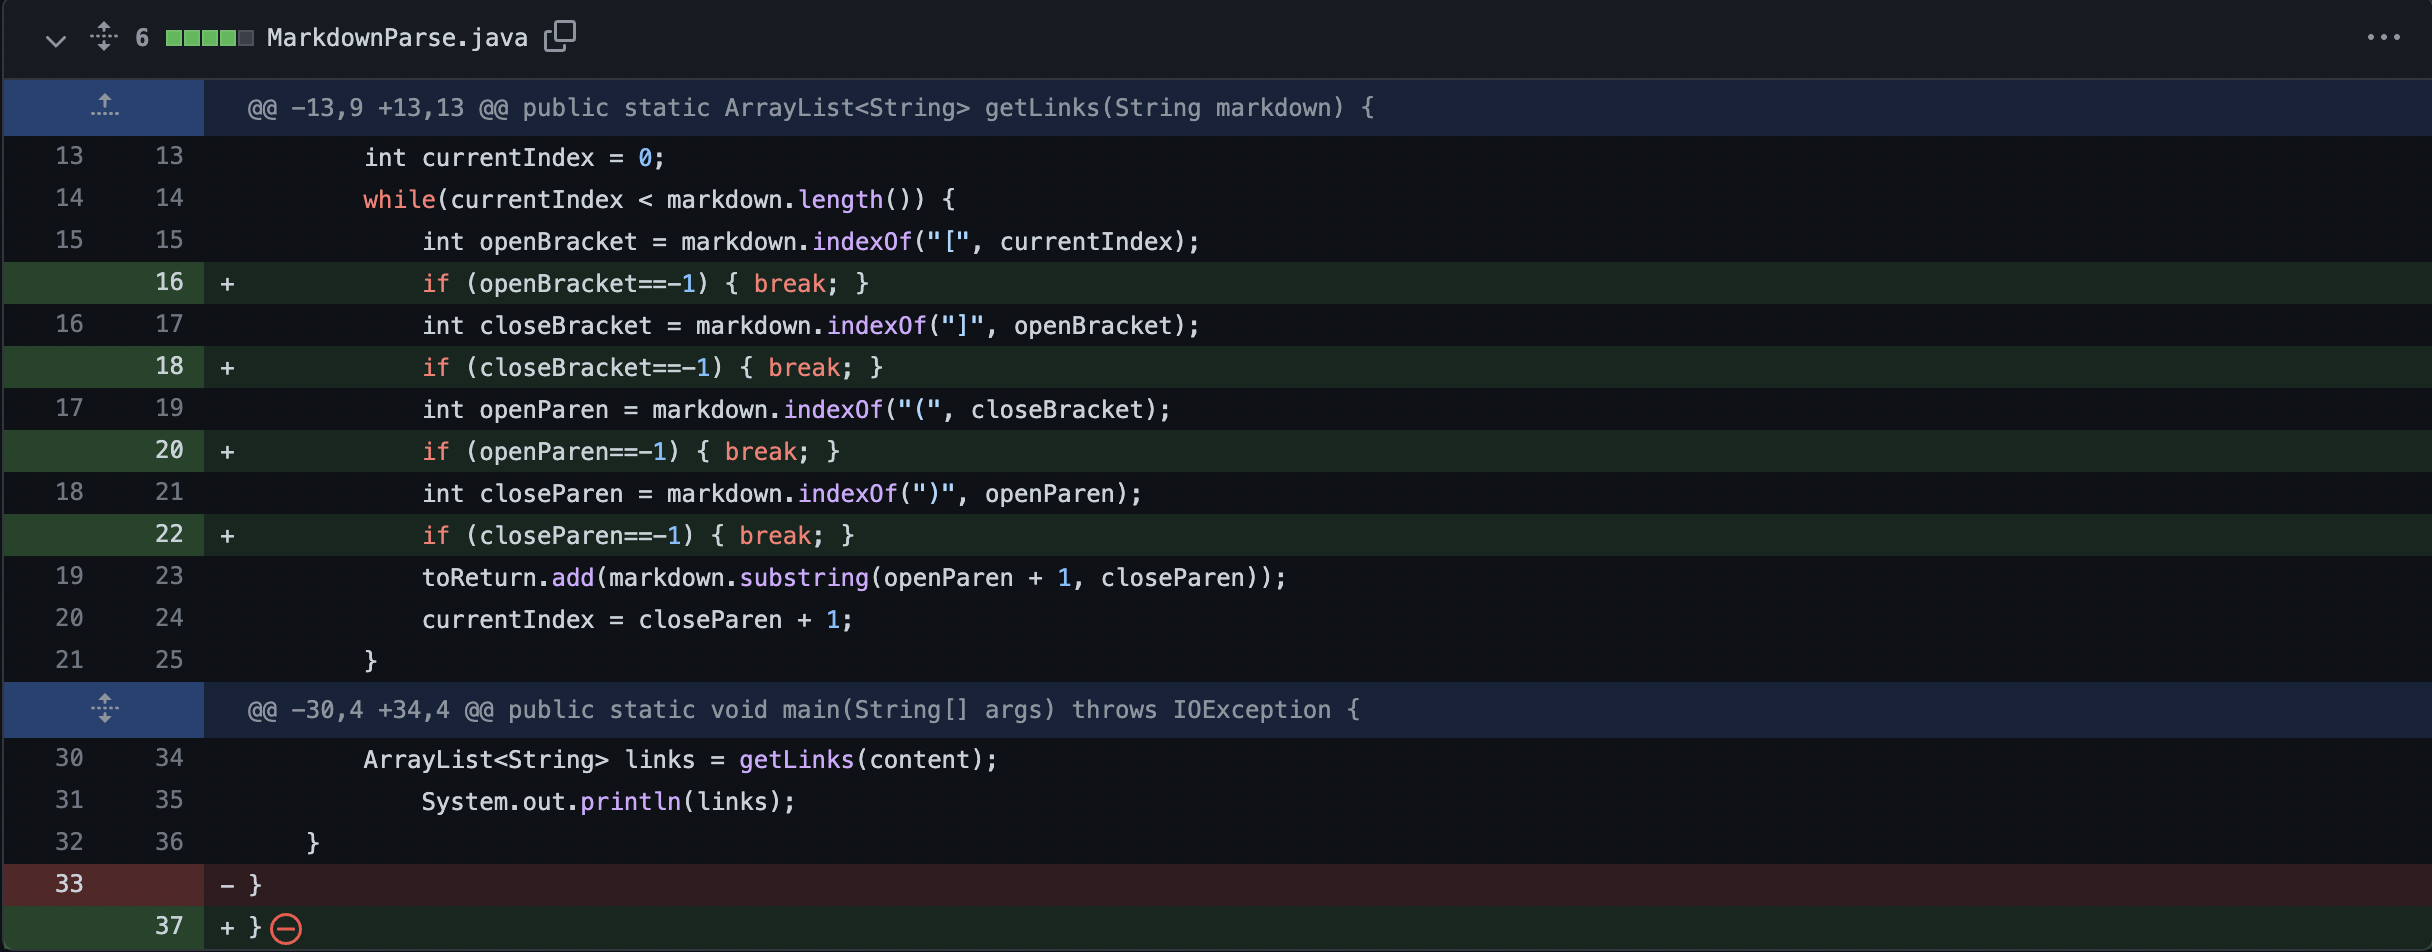 6 MarkdownParse.java
@@ -13,9 +13,13 @@ public static ArrayList<String> getLinks(String markdown) {
13 13 int currentIndex = 0;
14 14 while(currentIndex < markdown.length()) {
15 15 int openBracket = markdown.indexOf("[", currentIndex);
16 + if (openBracket==-1) { break; }
16 17 int closeBracket = markdown.indexOf("]", openBracket);
18 + if (closeBracket==-1) { break; }
17 19 int openParen = markdown.indexOf("(", closeBracket);
20 + if (openParen==-1) { break; }
18 21 int closeParen = markdown.indexOf(")", openParen);
22 + if (closeParen==-1) { break; }
19 23 toReturn.add(markdown.substring(openParen + 1, closeParen));
20 24 currentIndex = closeParen + 1;
21 25 }
@@ -30,4 +34,4 @@ public static void main(String[] args) throws IOException {
30 34 ArrayList<String> links = getLinks(content);
31 35 System.out.println(links);
32 36 }
33 - }
37 + }